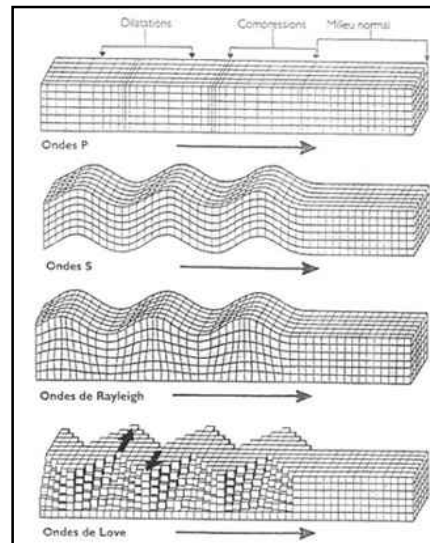 Dilatations Compressions Milieu normal
Ondes P
Ondes S
Ondes de Rayleigh
Ondes de Love